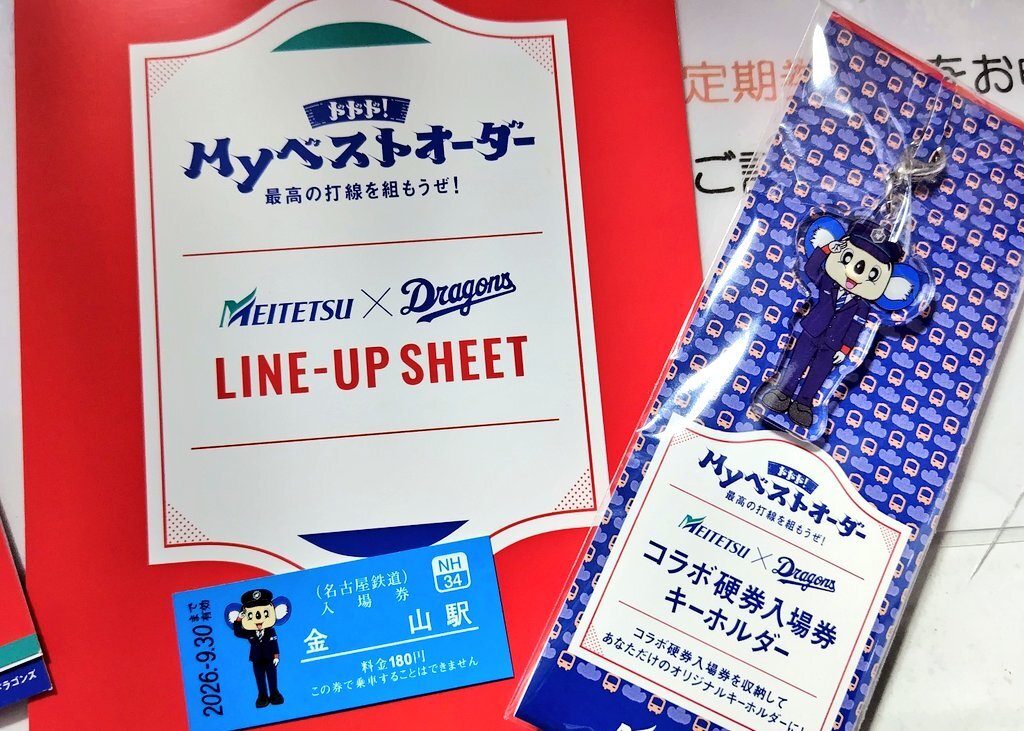 ドドド!
Myベストオーダー
最高の打線を組もうぜ!
MEITETSU × Dragons
LINE-UP SHEET
2026.-9.30まで有効
(名古屋鉄道)
入場券
NH
34
金山駅
料金180円
この券で乗車することはできません
定期
をお
ご
ドドド!
Myベストオーダー
最高の打線を組もうぜ!
MEITETSU × Dragons
コラボ硬券入場券
キーホルダー
コラボ硬券入場券を収納して
あなただけのオリジナルキーホルダーに!
ラゴンズ